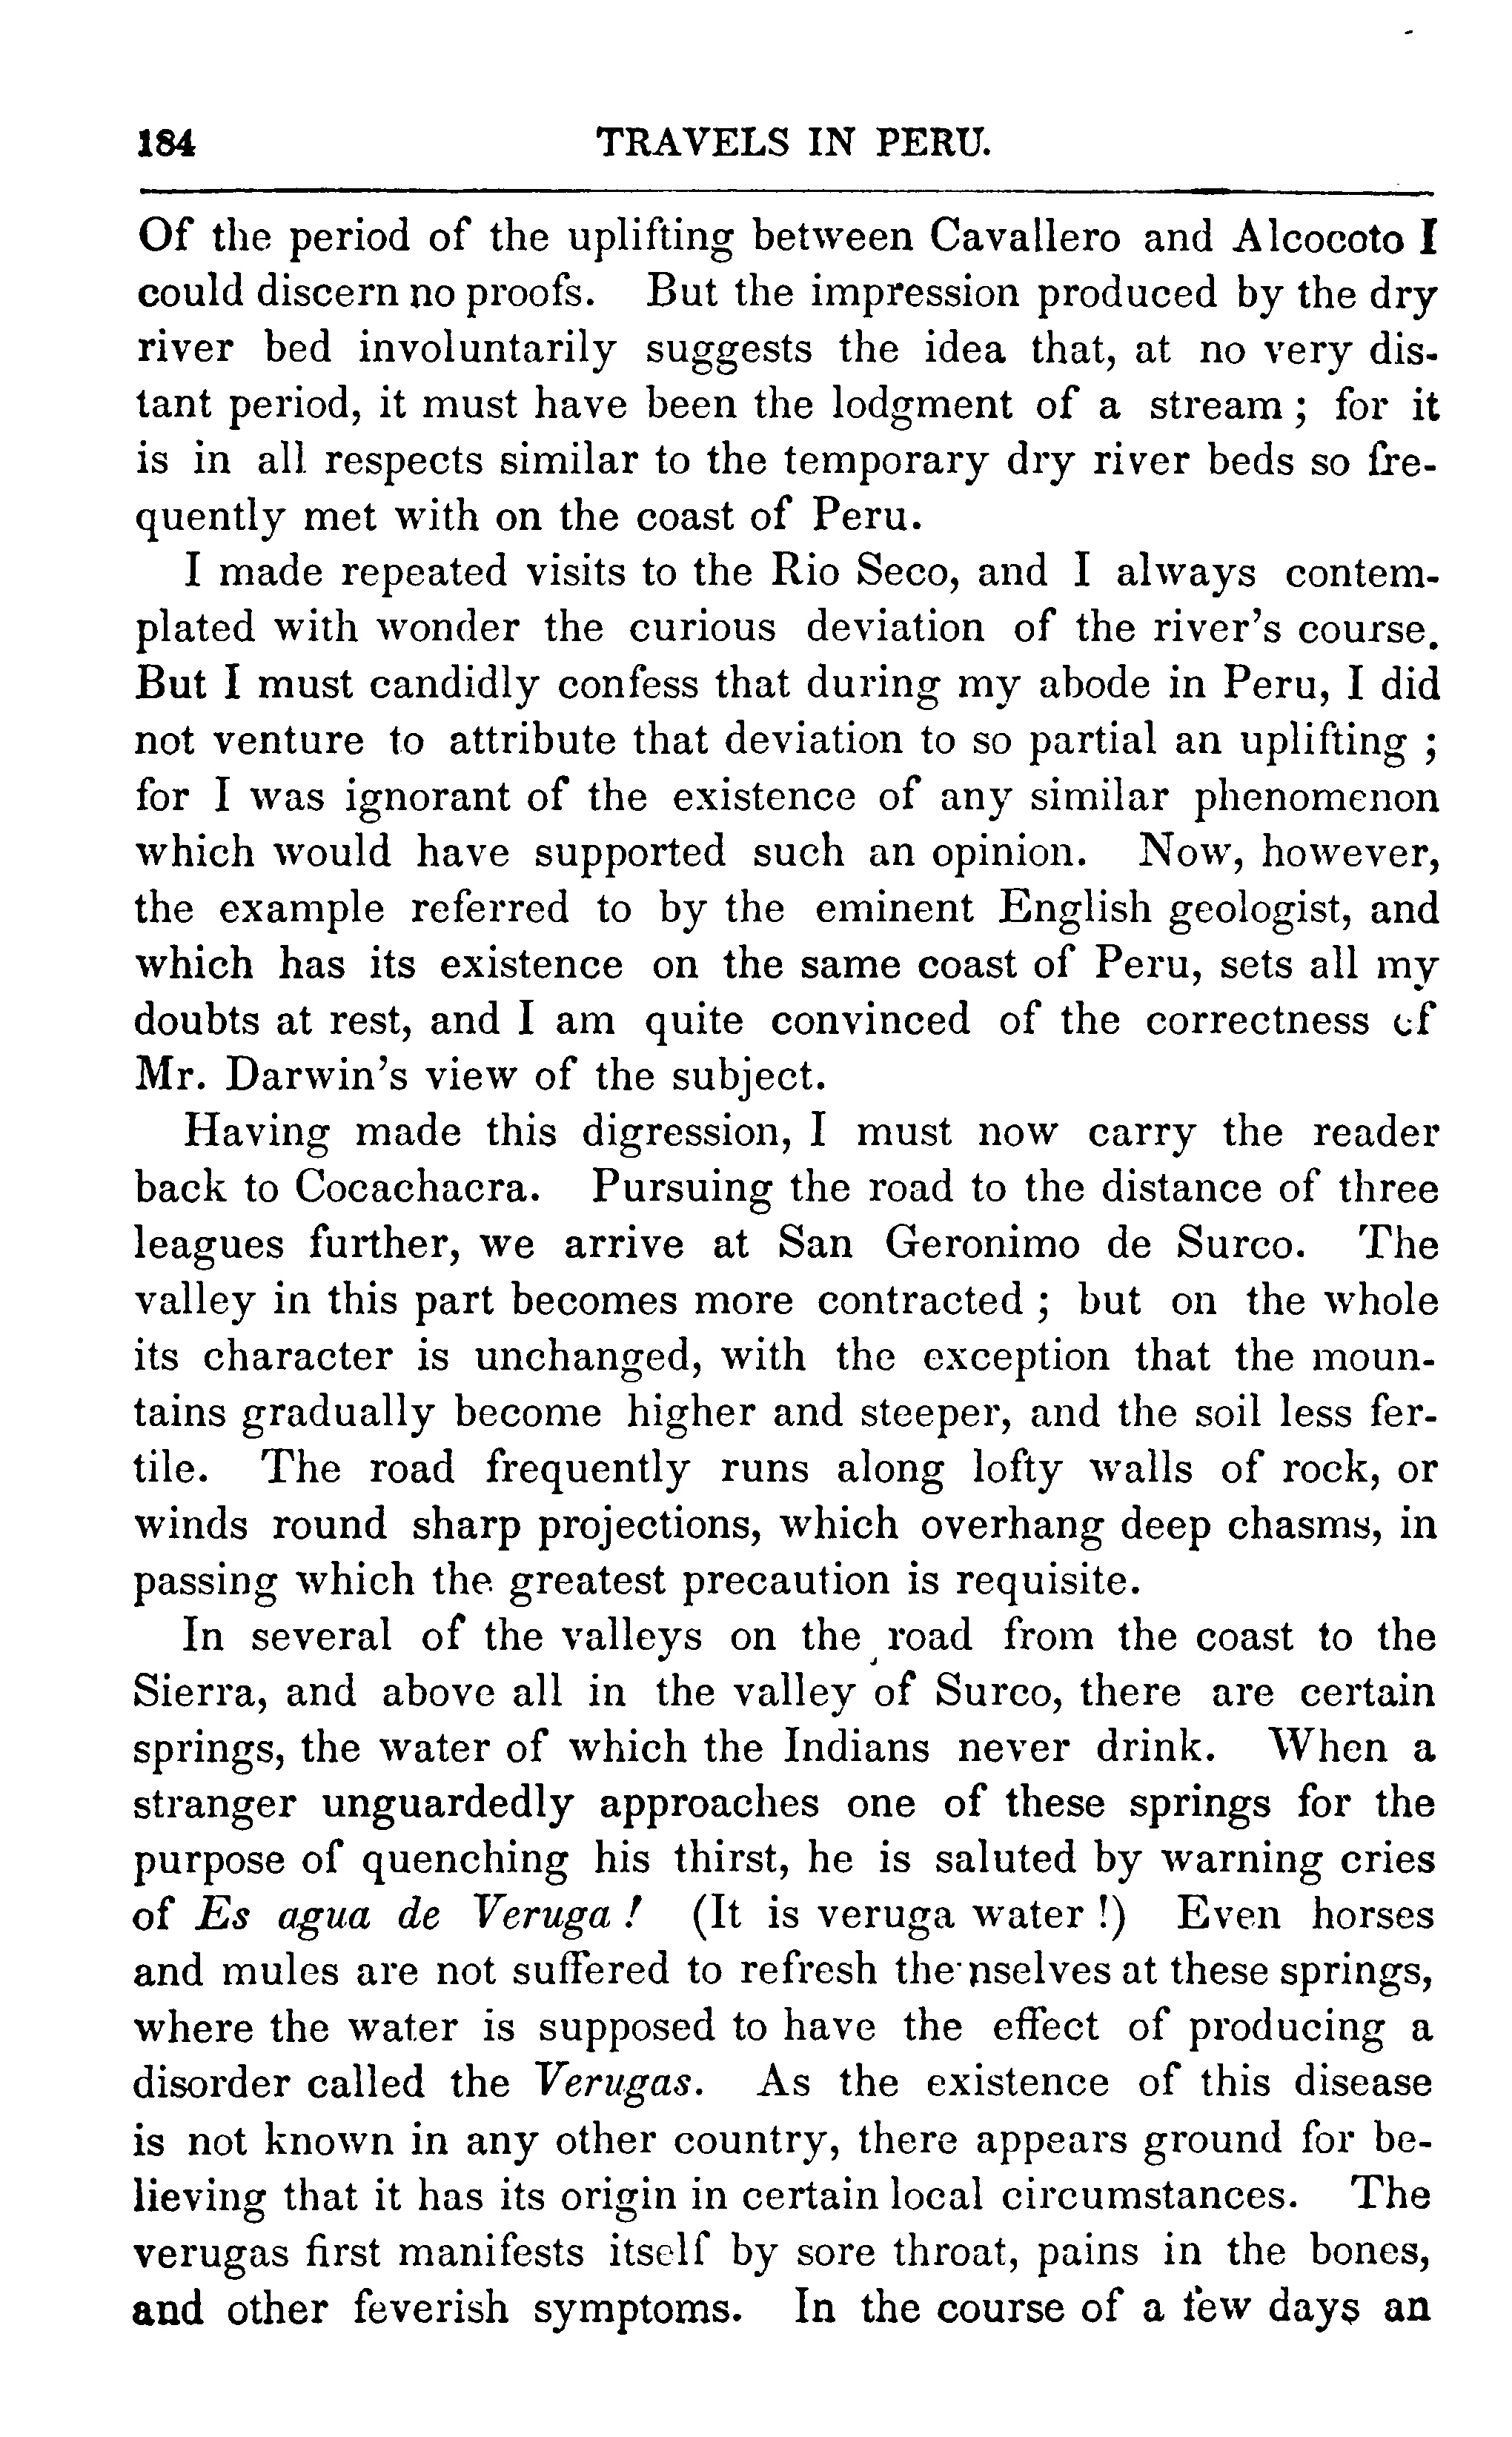 184 TRAVELS IN PERU.
Of the period of the uplifting between Cavallero and Alcocoto I
could discern no proofs. But the impression produced by the dry
river bed involuntarily suggests the idea that, at no very dis-
tant period, it must have been the lodgment of a stream ; for it
is in all respects similar to the temporary dry river beds so fre-
quently met with on the coast of Peru.
I made repeated visits to the Rio Seco, and I always contem-
plated with wonder the curious deviation of the river's course.
But I must candidly confess that during my abode in Peru, I did
not venture to attribute that deviation to so partial an uplifting ;
for I was ignorant of the existence of any similar phenomenon
which would have supported such an opinion. Now, however,
the example referred to by the eminent English geologist, and
which has its existence on the same coast of Peru, sets all my
doubts at rest, and I am quite convinced of the correctness of
Mr. Darwin's view of the subject.
Having made this digression, I must now carry the reader
back to Cocachacra. Pursuing the road to the distance of three
leagues further, we arrive at San Geronimo de Surco. The
valley in this part becomes more contracted ; but on the whole
its character is unchanged, with the exception that the moun-
tains gradually become higher and steeper, and the soil less fer-
tile. The road frequently runs along lofty walls of rock, or
winds round sharp projections, which overhang deep chasms, in
passing which the greatest precaution is requisite.
In several of the valleys on the road from the coast to the
Sierra, and above all in the valley of Surco, there are certain
springs, the water of which the Indians never drink. When a
stranger unguardedly approaches one of these springs for the
purpose of quenching his thirst, he is saluted by warning cries
of Es agua de Veruga ! (It is veruga water !) Even horses
and mules are not suffered to refresh themselves at these springs,
where the water is supposed to have the effect of producing a
disorder called the Verugas. As the existence of this disease
is not known in any other country, there appears ground for be-
lieving that it has its origin in certain local circumstances. The
verugas first manifests itself by sore throat, pains in the bones,
and other feverish symptoms. In the course of a few days an